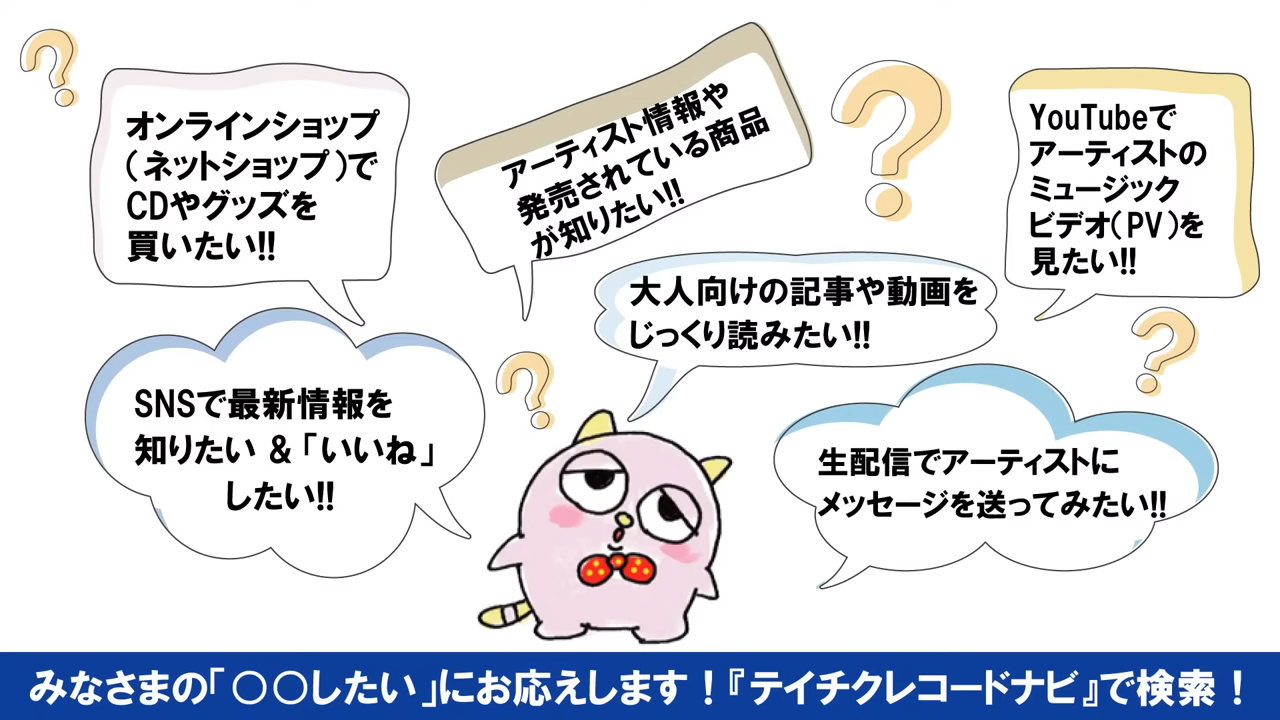 オンラインショップ
（ネットショップ）で
CDやグッズを
買いたい!!
アーティスト情報や
発売されている商品
が知りたい!!
YouTubeで
アーティストの
ミュージック
ビデオ（PV）を
見たい!!
大人向けの記事や動画を
じっくり読みたい!!
SNSで最新情報を
知りたい ＆「いいね」
したい!!
生配信でアーティストに
メッセージを送ってみたい!!
みなさまの「○○したい」にお応えします！『テイチクレコードナビ』で検索！